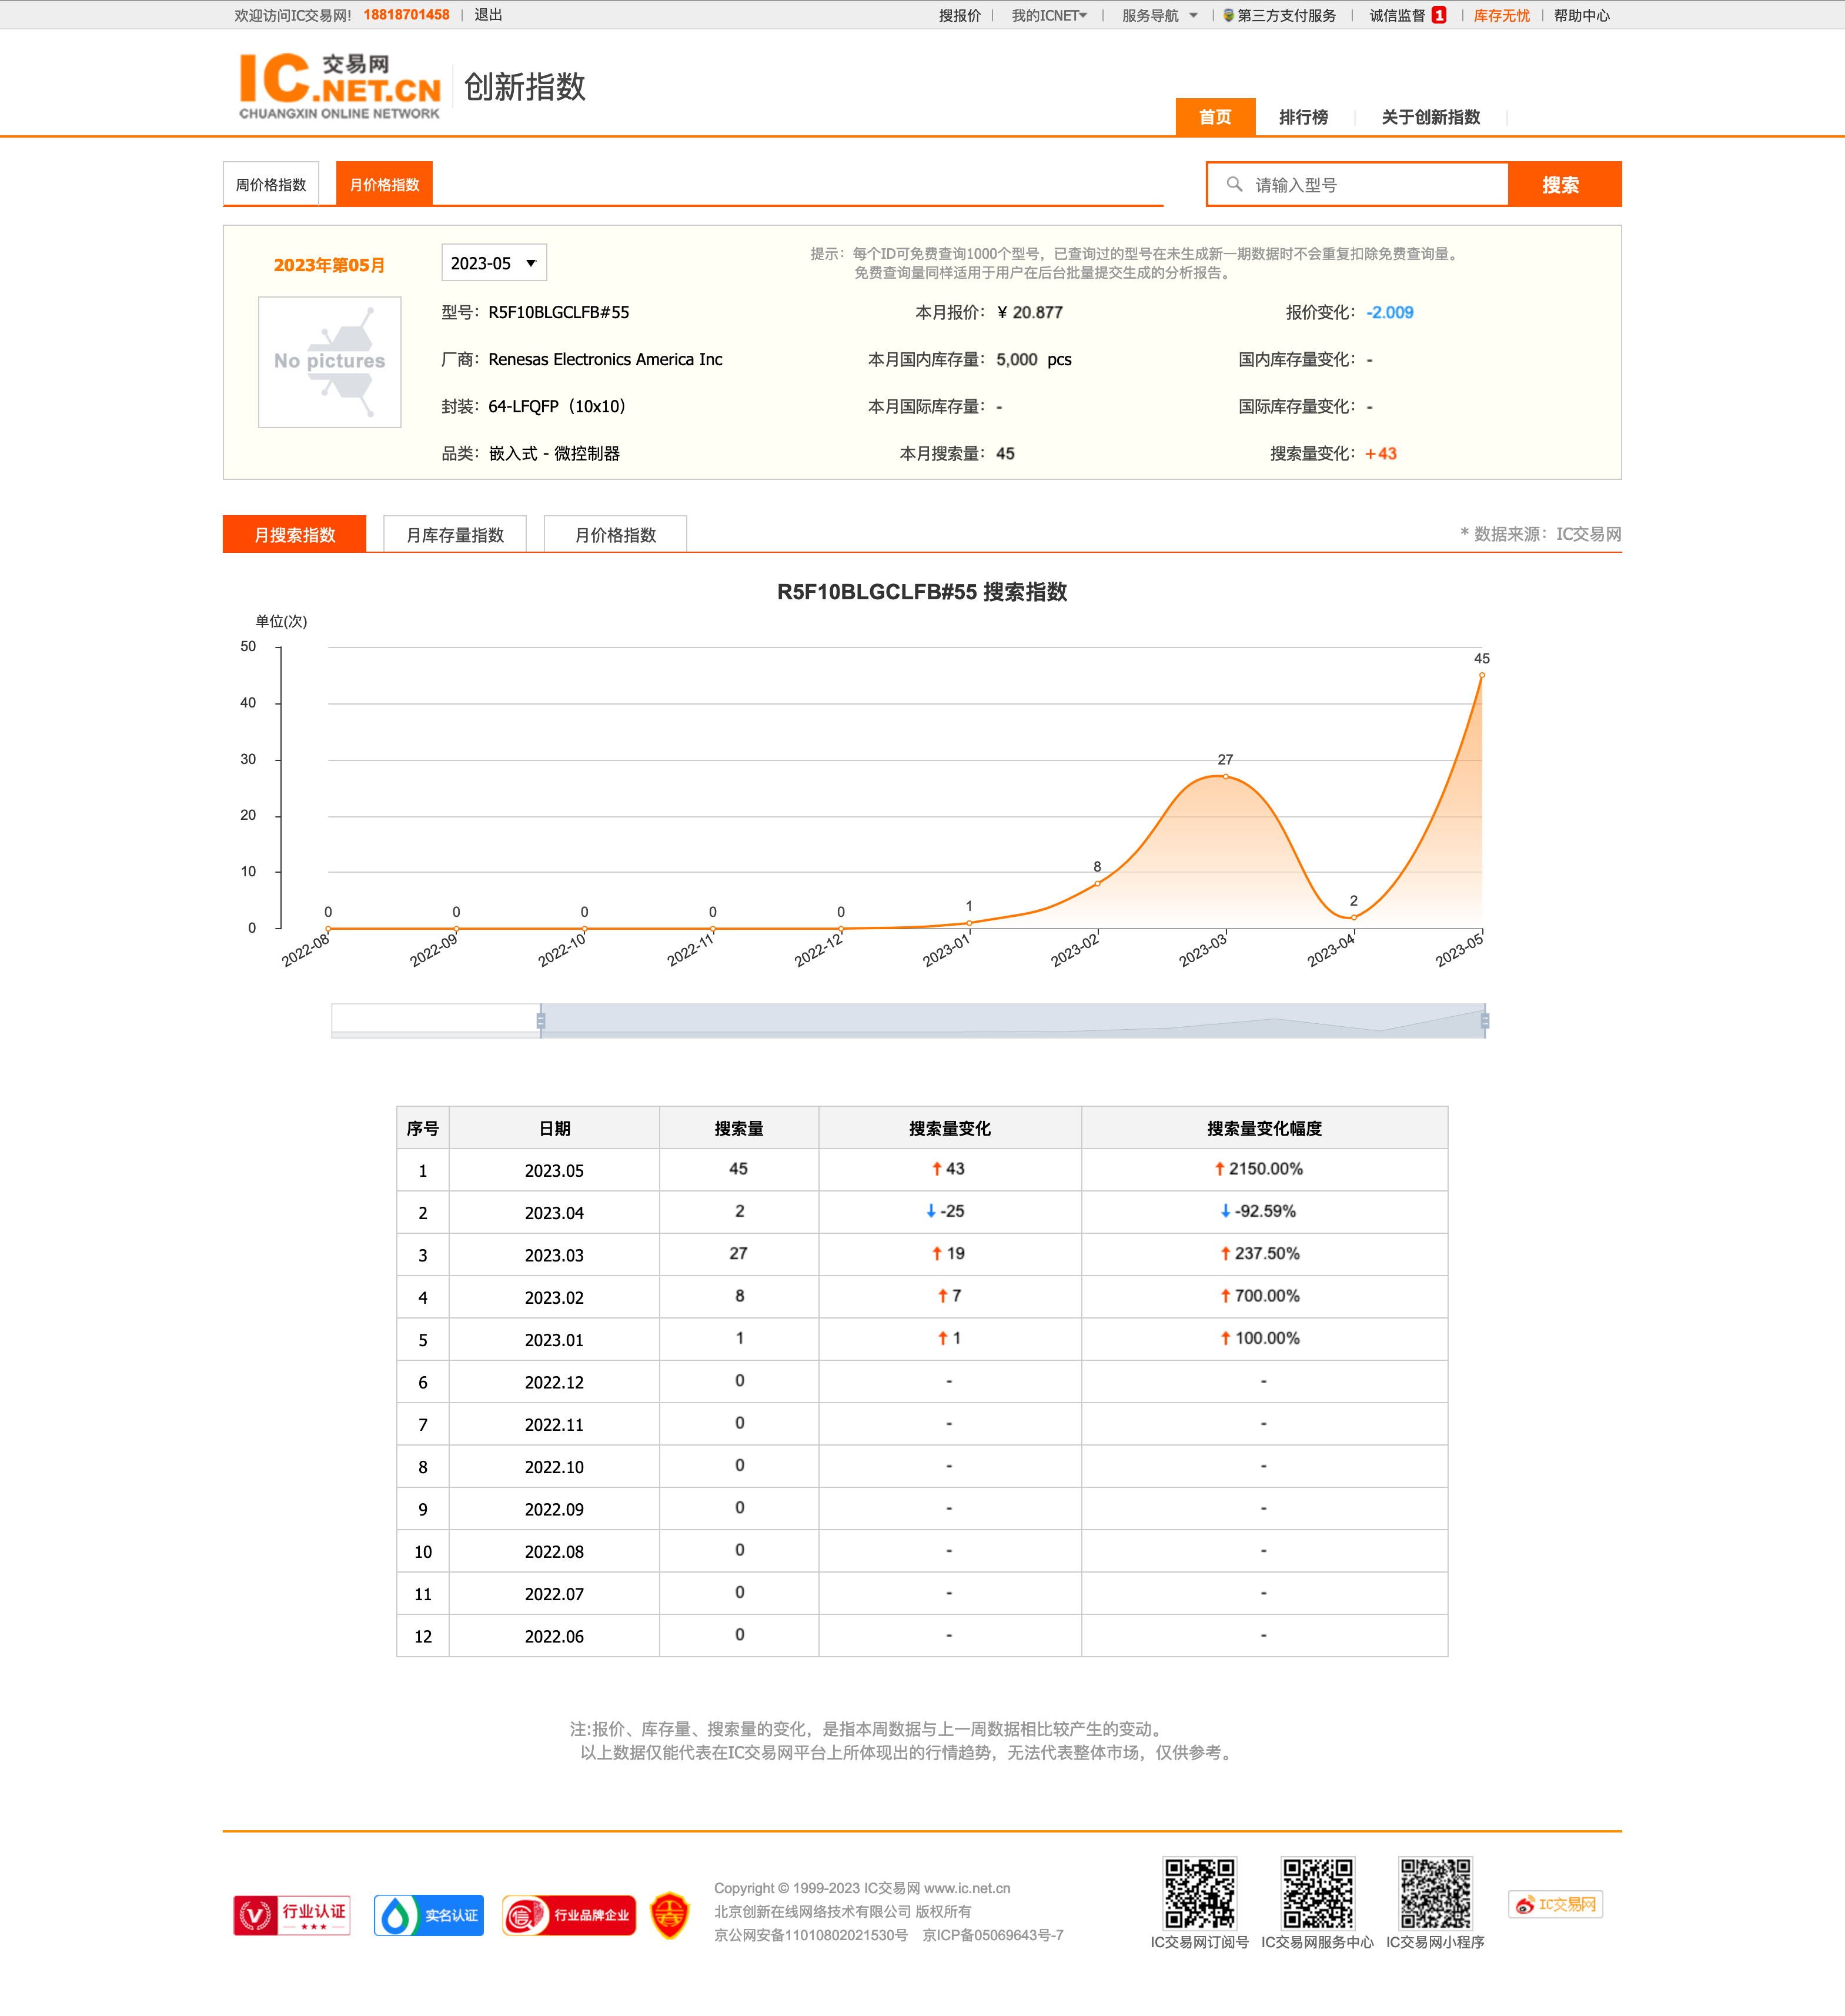 欢迎访问IC交易网! 18818701458 | 退出 搜报价 | 我的ICNET | 服务导航 | 第三方支付服务 | 诚信监督 1 | 库存无忧 | 帮助中心
IC交易网.NET.CN 创新指数
CHUANGXIN ONLINE NETWORK
首页 排行榜 关于创新指数
周价格指数 月价格指数 请输入型号 搜索
2023年第05月 2023-05
提示：每个ID可免费查询1000个型号，已查询过的型号在未生成新一期数据时不会重复扣除免费查询量。
免费查询量同样适用于用户在后台批量提交生成的分析报告。
No pictures
型号：R5F10BLGCLFB#55 本月报价：¥ 20.877 报价变化：-2.009
厂商：Renesas Electronics America Inc 本月国内库存量：5,000 pcs 国内库存量变化：-
封装：64-LFQFP（10x10） 本月国际库存量：- 国际库存量变化：-
品类：嵌入式 - 微控制器 本月搜索量：45 搜索量变化：+43
月搜索指数 月库存量指数 月价格指数 * 数据来源：IC交易网
R5F10BLGCLFB#55 搜索指数
单位(次)
50
45
40
30
27
20
10
8
2
1
0 0 0 0 0
0
2022-08 2022-09 2022-10 2022-11 2022-12 2023-01 2023-02 2023-03 2023-04 2023-05
序号 日期 搜索量 搜索量变化 搜索量变化幅度
1 2023.05 45 ↑43 ↑2150.00%
2 2023.04 2 ↓-25 ↓-92.59%
3 2023.03 27 ↑19 ↑237.50%
4 2023.02 8 ↑7 ↑700.00%
5 2023.01 1 ↑1 ↑100.00%
6 2022.12 0 - -
7 2022.11 0 - -
8 2022.10 0 - -
9 2022.09 0 - -
10 2022.08 0 - -
11 2022.07 0 - -
12 2022.06 0 - -
注:报价、库存量、搜索量的变化，是指本周数据与上一周数据相比较产生的变动。
以上数据仅能代表在IC交易网平台上所体现出的行情趋势，无法代表整体市场，仅供参考。
行业认证
实名认证
信 行业品牌企业
Copyright © 1999-2023 IC交易网 www.ic.net.cn
北京创新在线网络技术有限公司 版权所有
京公网安备11010802021530号 京ICP备05069643号-7
IC交易网订阅号 IC交易网服务中心 IC交易网小程序
IC交易网